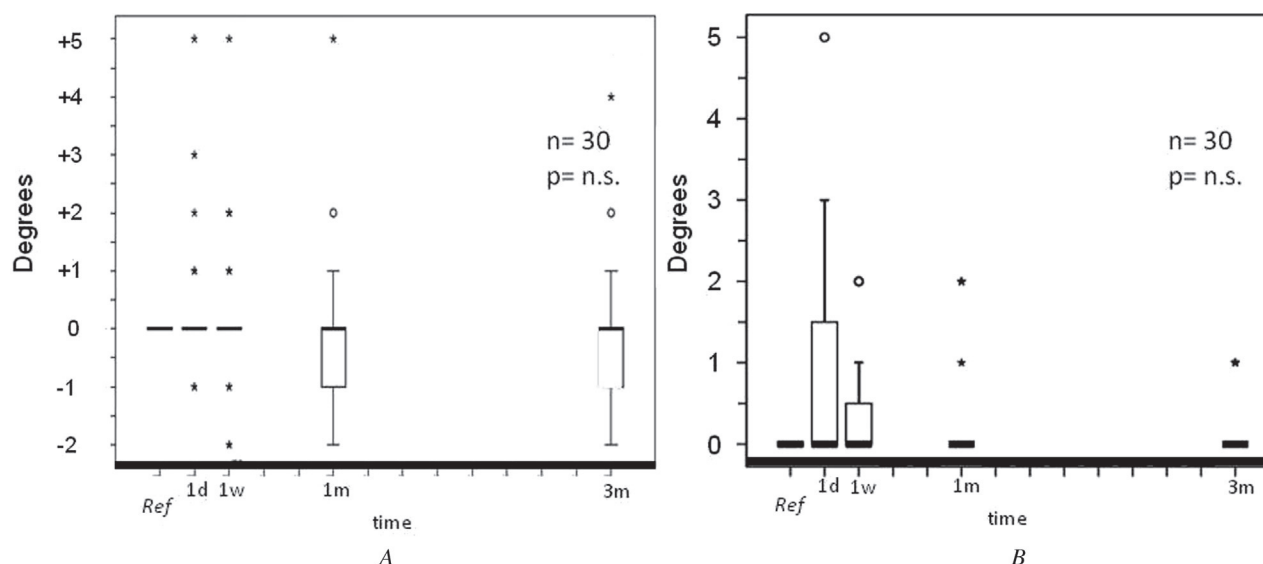 +5
+4
+3
+2
+1
0
-1
-2
Degrees
n= 30
p= n.s.
Ref
1d
1w
1m
3m
time
A
5
4
3
2
1
0
Degrees
n= 30
p= n.s.
Ref
1d
1w
1m
3m
time
B